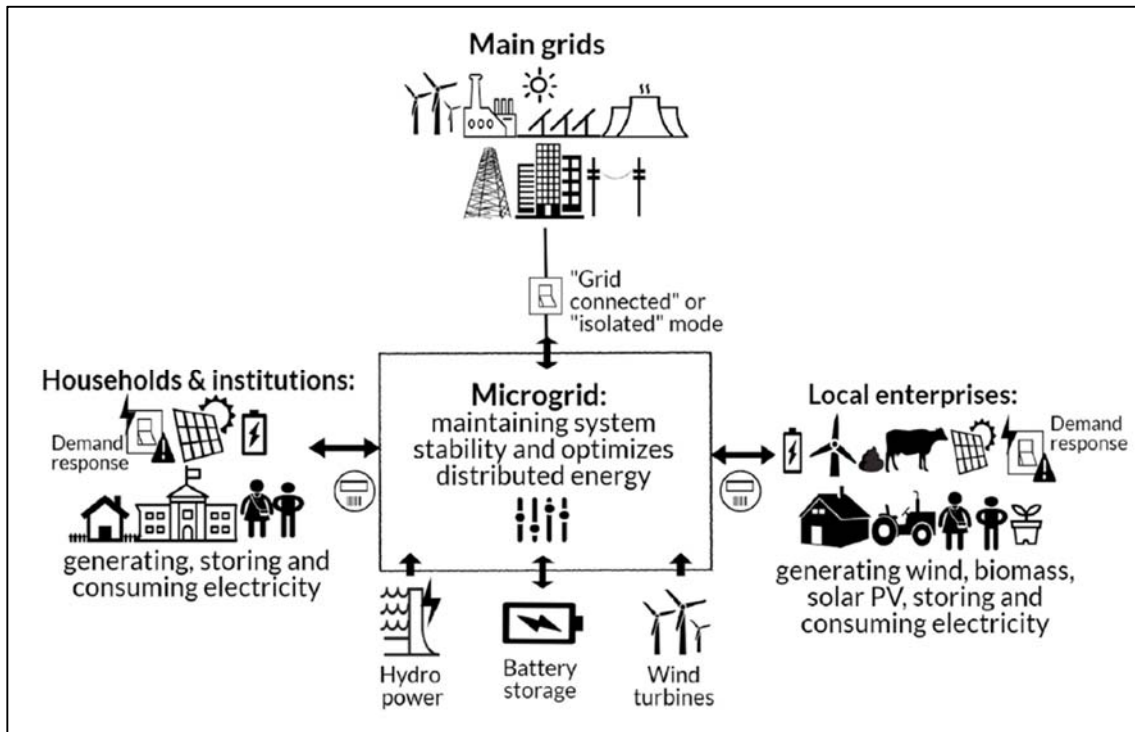 Main grids
"Grid
connected" or
"isolated" mode
Households & institutions:
Demand
response
generating, storing and
consuming electricity
Microgrid:
maintaining system
stability and optimizes
distributed energy
Local enterprises:
Demand
response
generating wind, biomass,
solar PV, storing and
consuming electricity
Hydro
power
Battery
storage
Wind
turbines